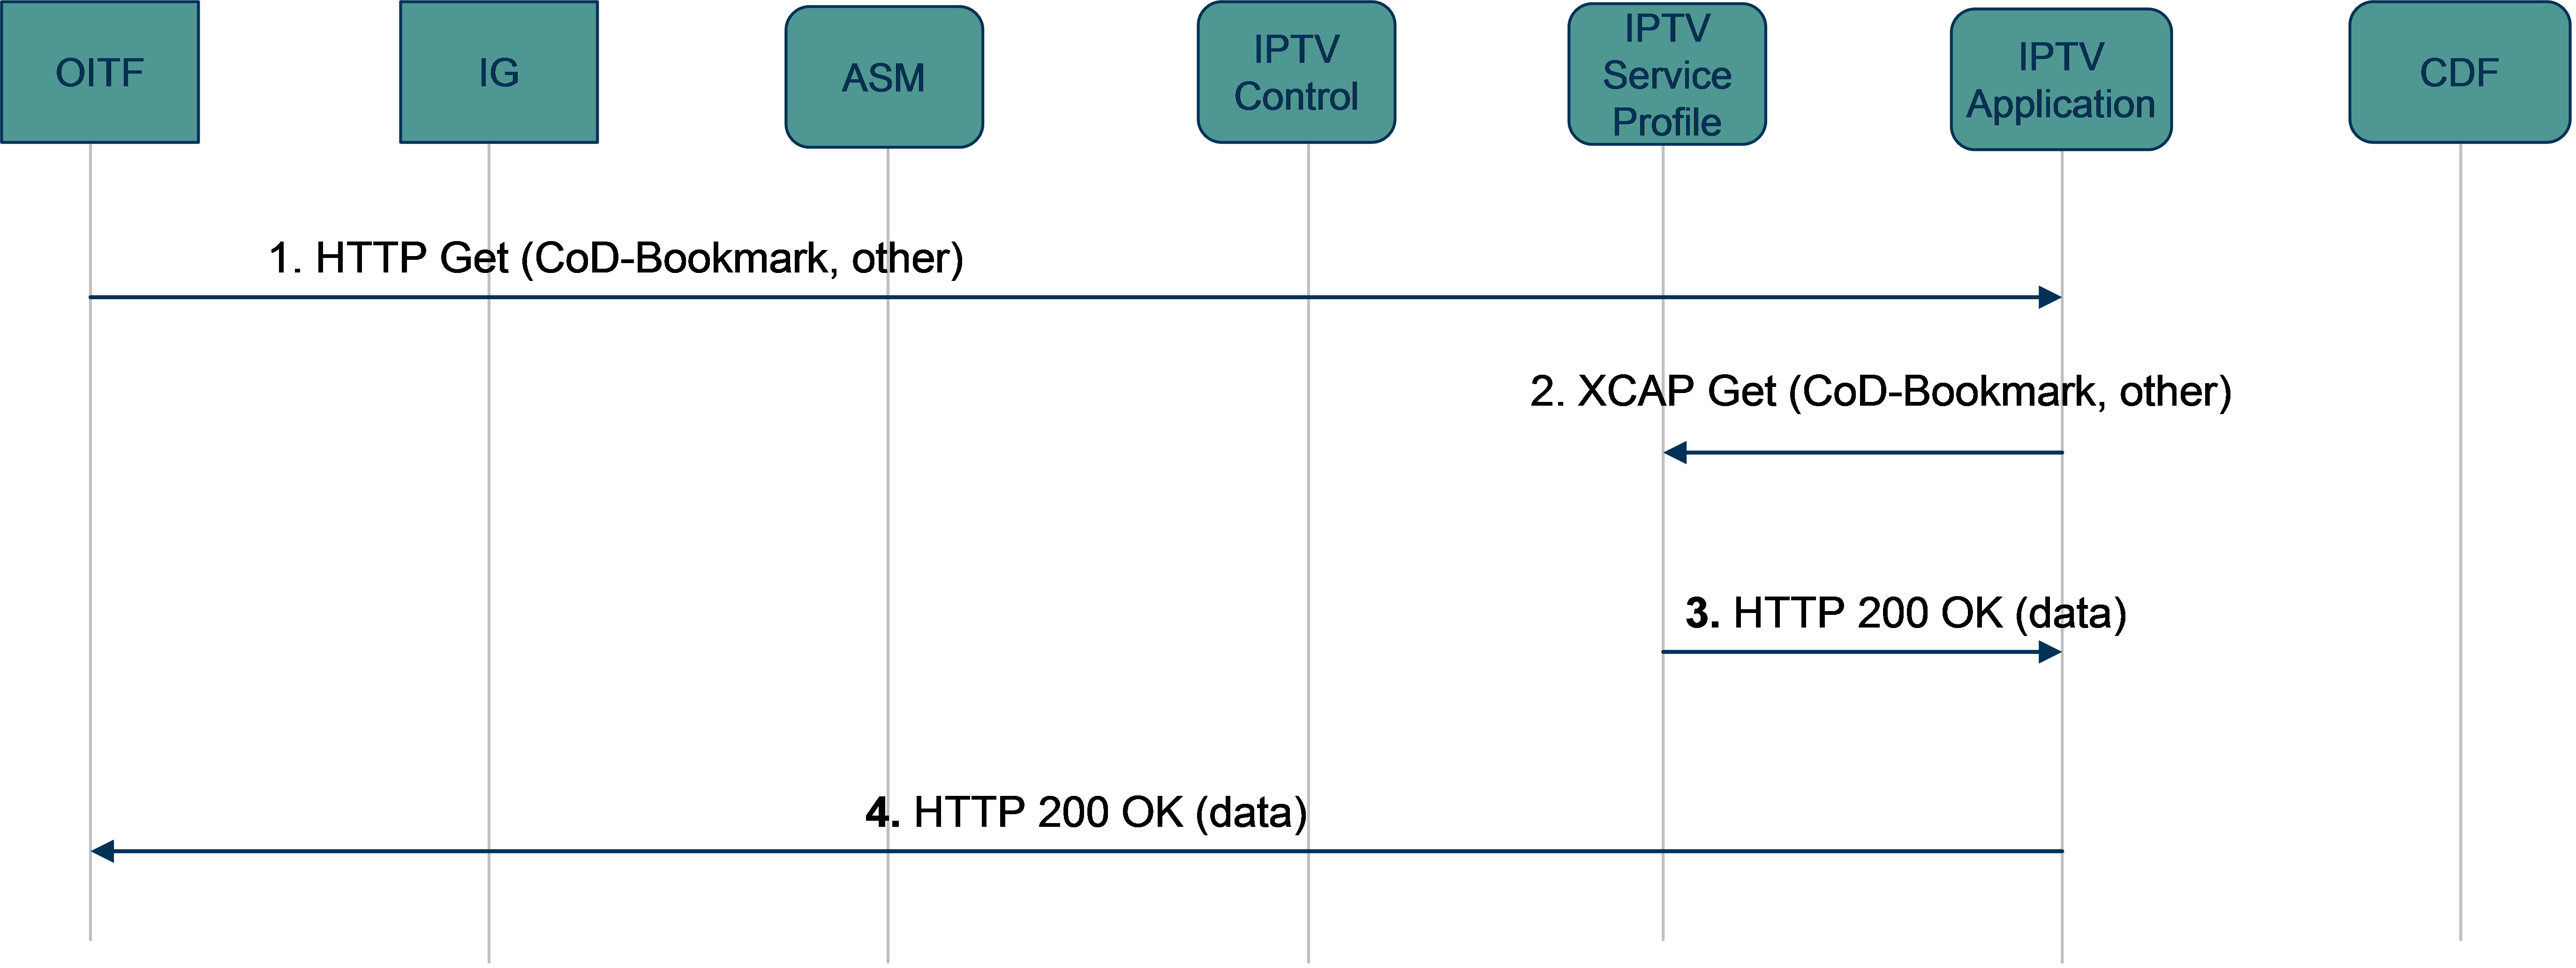 OITF
IG
ASM
IPTV
Control
IPTV
Service
Profile
IPTV
Application
CDF
1. HTTP Get (CoD-Bookmark, other)
2. XCAP Get (CoD-Bookmark, other)
3. HTTP 200 OK (data)
4. HTTP 200 OK (data)